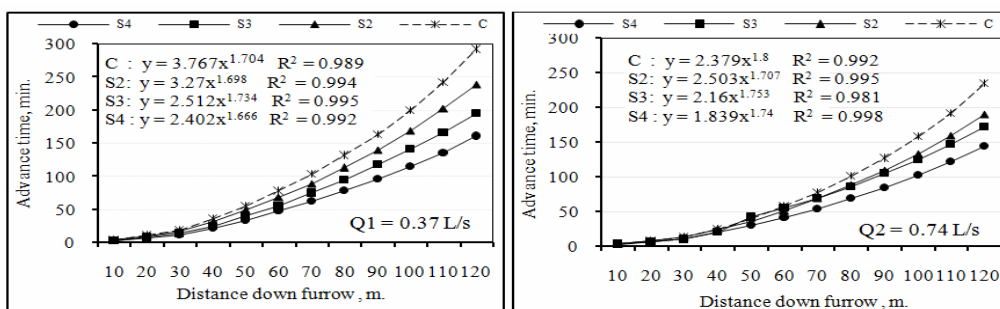 S4 S3 S2 C
C : y = 3.767x^1.704 R² = 0.989
S2: y = 3.27x^1.698 R² = 0.994
S3: y = 2.512x^1.734 R² = 0.995
S4: y = 2.402x^1.666 R² = 0.992
Q1 = 0.37 L/s
Advance time, min.
300
250
200
150
100
50
0
10 20 30 40 50 60 70 80 90 100 110 120
Distance down furrow , m.
S4 S3 S2 C
C : y = 2.379x^1.8 R² = 0.992
S2: y = 2.503x^1.707 R² = 0.995
S3: y = 2.16x^1.753 R² = 0.981
S4: y = 1.839x^1.74 R² = 0.998
Q2 = 0.74 L/s
Advance time, min.
300
250
200
150
100
50
0
10 20 30 40 50 60 70 80 90 100 110 120
Distance down furrow , m.